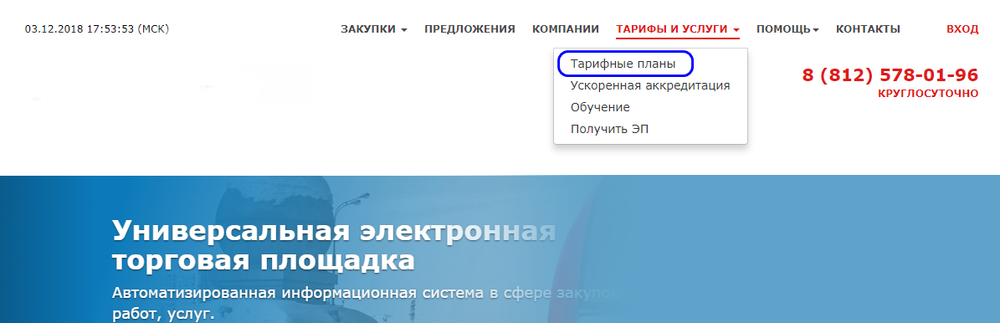 03.12.2018 17:53:53 (МСК) ЗАКУПКИ ПРЕДЛОЖЕНИЯ КОМПАНИИ ТАРИФЫ И УСЛУГИ ПОМОЩЬ КОНТАКТЫ ВХОД
Тарифные планы
Ускоренная аккредитация
Обучение
Получить ЭП
8 (812) 578-01-96
КРУГЛОСУТОЧНО
Универсальная электронная
торговая площадка
Автоматизированная информационная система в сфере закупок
работ, услуг.